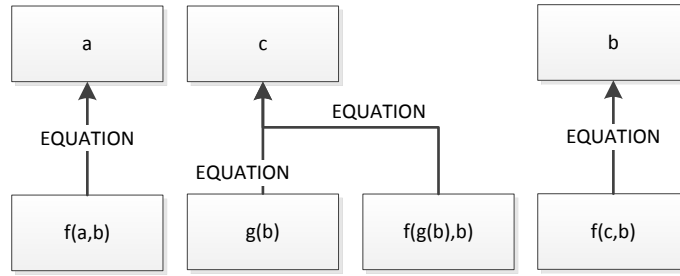 a
c
b
EQUATION
EQUATION
EQUATION
EQUATION
f(a,b)
g(b)
f(g(b),b)
f(c,b)